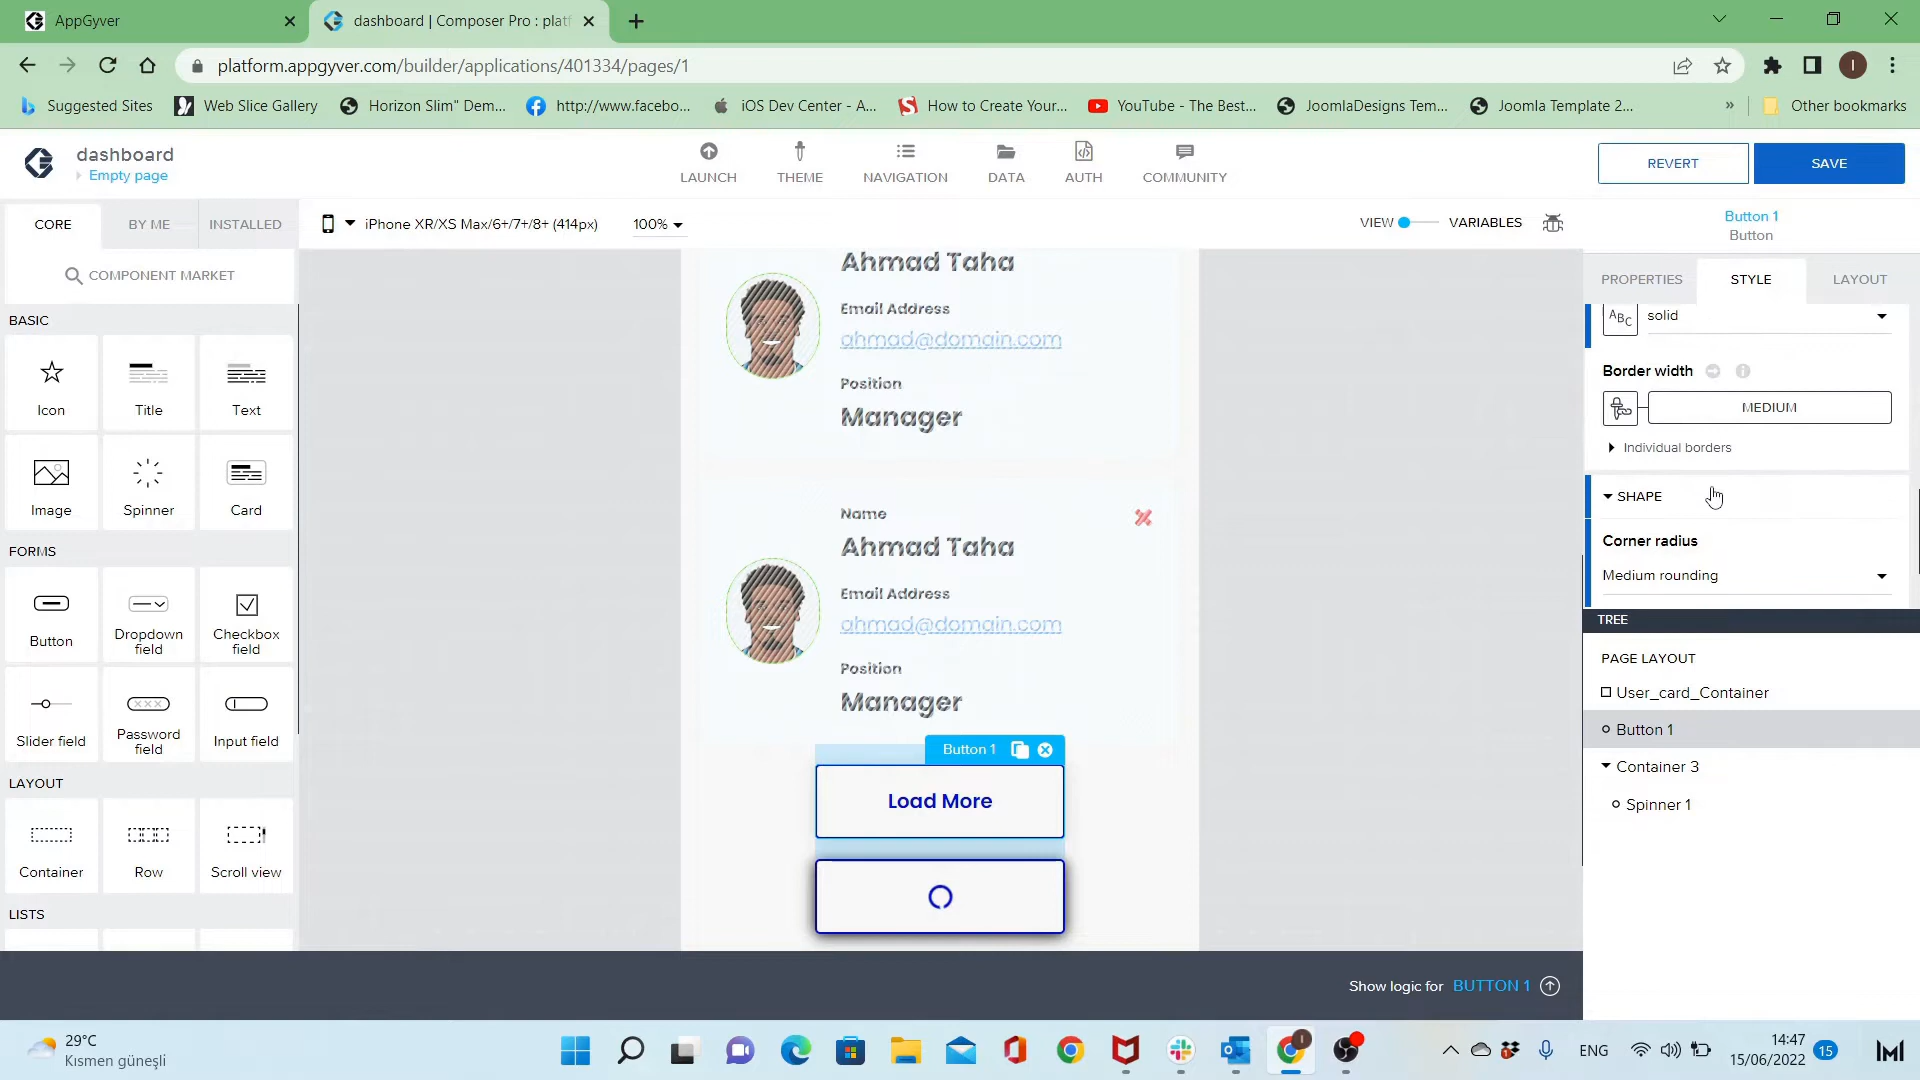 AppGyver
dashboard | Composer Pro : platf
platform.appgyver.com/builder/applications/401334/pages/1
I
Suggested Sites
Web Slice Gallery
Horizon Slim" Dem...
http://www.facebo...
iOS Dev Center - A...
How to Create Your...
YouTube - The Best...
JoomlaDesigns Tem...
Joomla Template 2...
»
Other bookmarks
dashboard
Empty page
LAUNCH
THEME
NAVIGATION
DATA
AUTH
COMMUNITY
REVERT
SAVE
CORE
BY ME
INSTALLED
iPhone XR/XS Max/6+/7+/8+ (414px)
100%
VIEW
VARIABLES
Button 1
Button
COMPONENT MARKET
PROPERTIES
STYLE
LAYOUT
BASIC
Icon
Title
Text
Image
Spinner
Card
FORMS
Button
Dropdown field
Checkbox field
Slider field
Password field
Input field
LAYOUT
Container
Row
Scroll view
LISTS
Ahmad Taha
Email Address
ahmad@domain.com
Position
Manager
Name
Ahmad Taha
Email Address
ahmad@domain.com
Position
Manager
Button 1
Load More
ABC
solid
Border width
MEDIUM
Individual borders
SHAPE
Corner radius
Medium rounding
TREE
PAGE LAYOUT
User_card_Container
Button 1
Container 3
Spinner 1
Show logic for BUTTON 1
29°C
Kısmen güneşli
ENG
14:47
15/06/2022
15